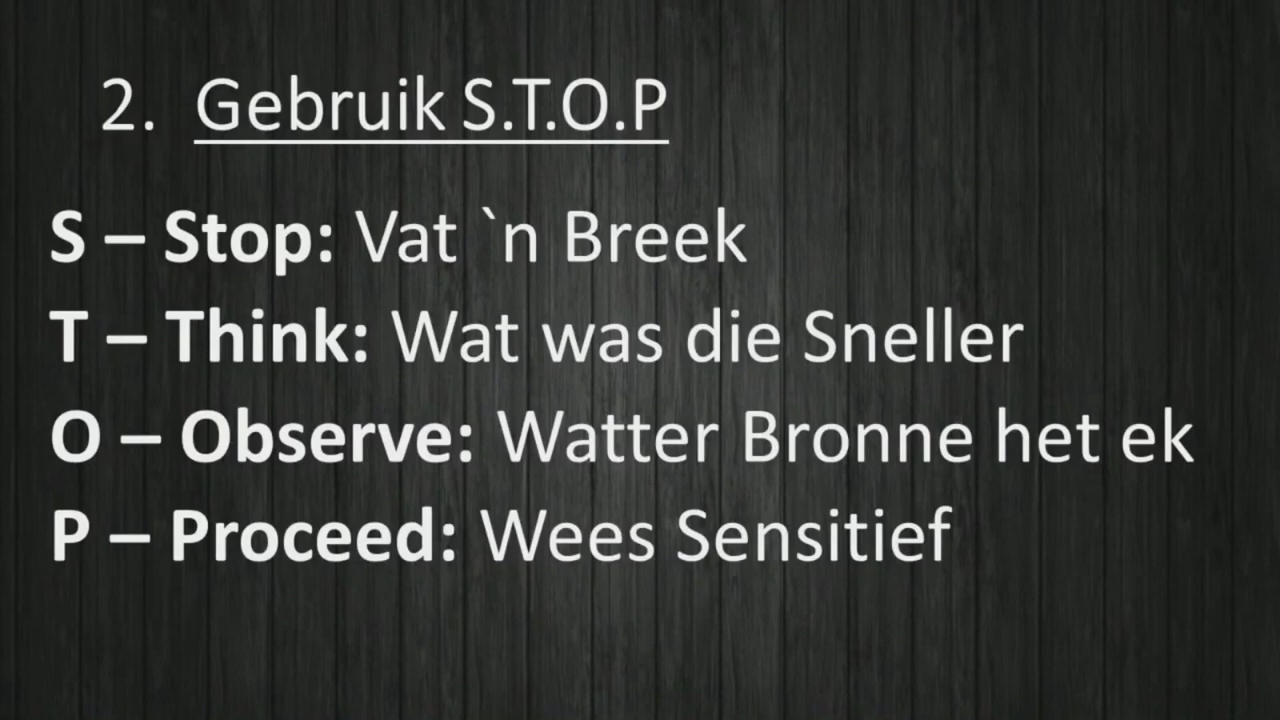 2. Gebruik S.T.O.P
S – Stop: Vat `n Breek
T – Think: Wat was die Sneller
O – Observe: Watter Bronne het ek
P – Proceed: Wees Sensitief